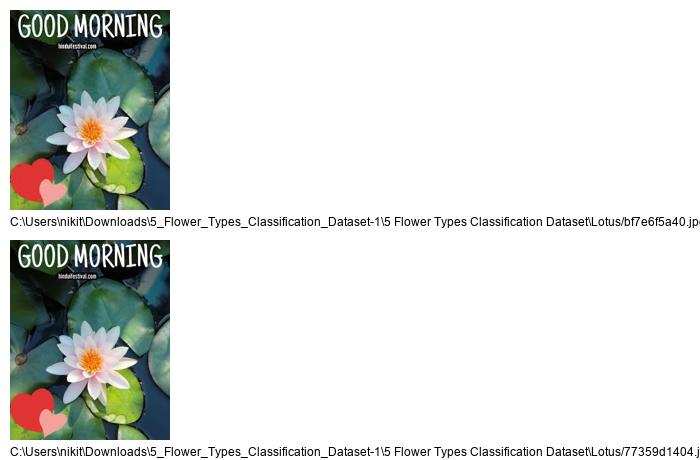 GOOD MORNING
hindufestival.com
C:\Users\nikit\Downloads\5_Flower_Types_Classification_Dataset-1\5 Flower Types Classification Dataset\Lotus/bf7e6f5a40.jp
GOOD MORNING
hindufestival.com
C:\Users\nikit\Downloads\5_Flower_Types_Classification_Dataset-1\5 Flower Types Classification Dataset\Lotus/77359d1404.j